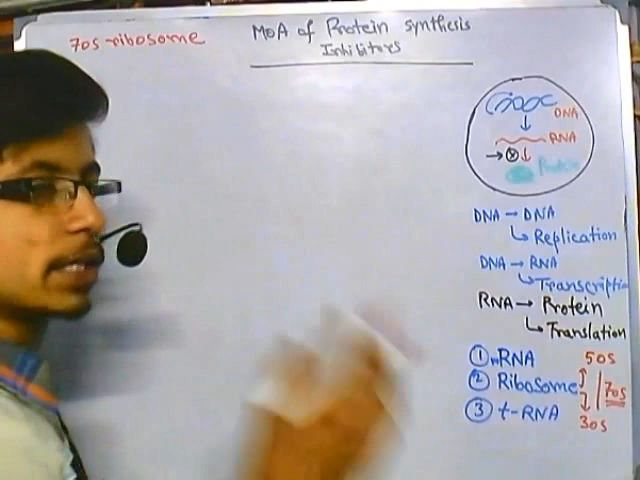 70s ribosome
MOA of Protein synthesis
Inhibitors
DNA
RNA
Protein
DNA → DNA
Replication
DNA → RNA
Transcription
RNA → Protein
Translation
① mRNA 50s
② Ribosome 70s
③ t-RNA 30s